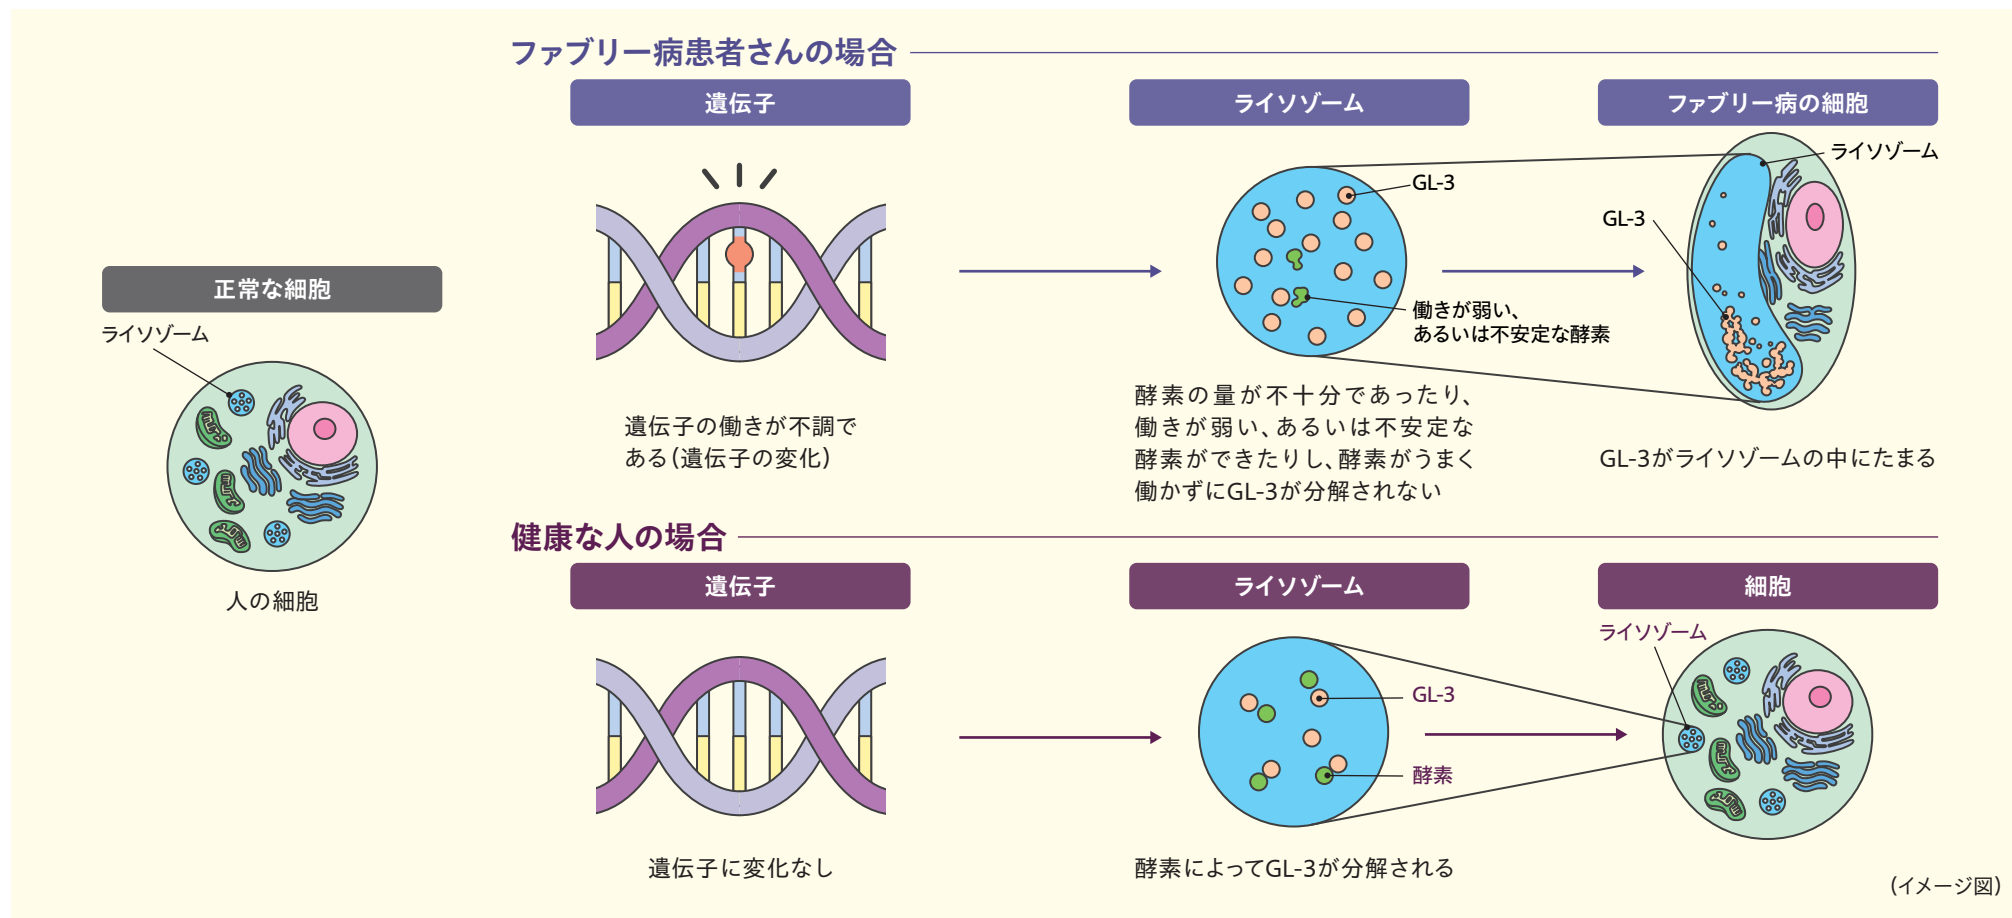 ファブリー病患者さんの場合
遺伝子
ライソゾーム
ファブリー病の細胞
ライソゾーム
GL-3
GL-3
働きが弱い、
あるいは不安定な酵素
遺伝子の働きが不調で
ある(遺伝子の変化)
酵素の量が不十分であったり、
働きが弱い、あるいは不安定な
酵素ができたりし、酵素がうまく
働かずにGL-3が分解されない
GL-3がライソゾームの中にたまる
正常な細胞
ライソゾーム
人の細胞
健康な人の場合
遺伝子
ライソゾーム
細胞
ライソゾーム
GL-3
酵素
遺伝子に変化なし
酵素によってGL-3が分解される
(イメージ図)